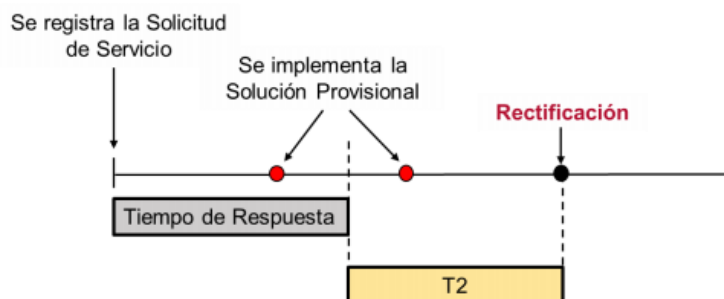 Se registra la Solicitud
de Servicio
Se implementa la
Solución Provisional
Rectificación
Tiempo de Respuesta
T2